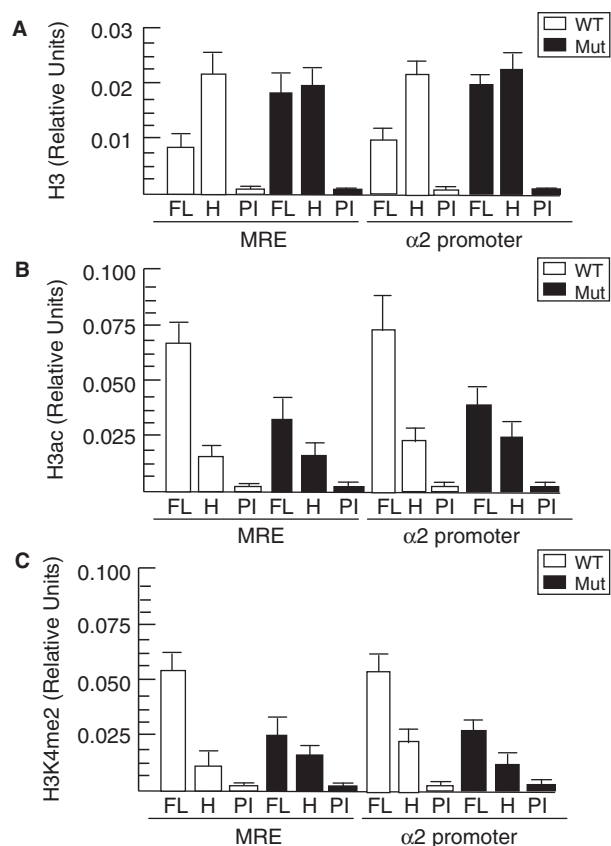 A
H3 (Relative Units)
0.03
0.02
0.01
WT
Mut
FL H PI FL H PI FL H PI FL H PI
MRE α2 promoter
B
H3ac (Relative Units)
0.100
0.075
0.050
0.025
WT
Mut
FL H PI FL H PI FL H PI FL H PI
MRE α2 promoter
C
H3K4me2 (Relative Units)
0.100
0.075
0.050
0.025
WT
Mut
FL H PI FL H PI FL H PI FL H PI
MRE α2 promoter